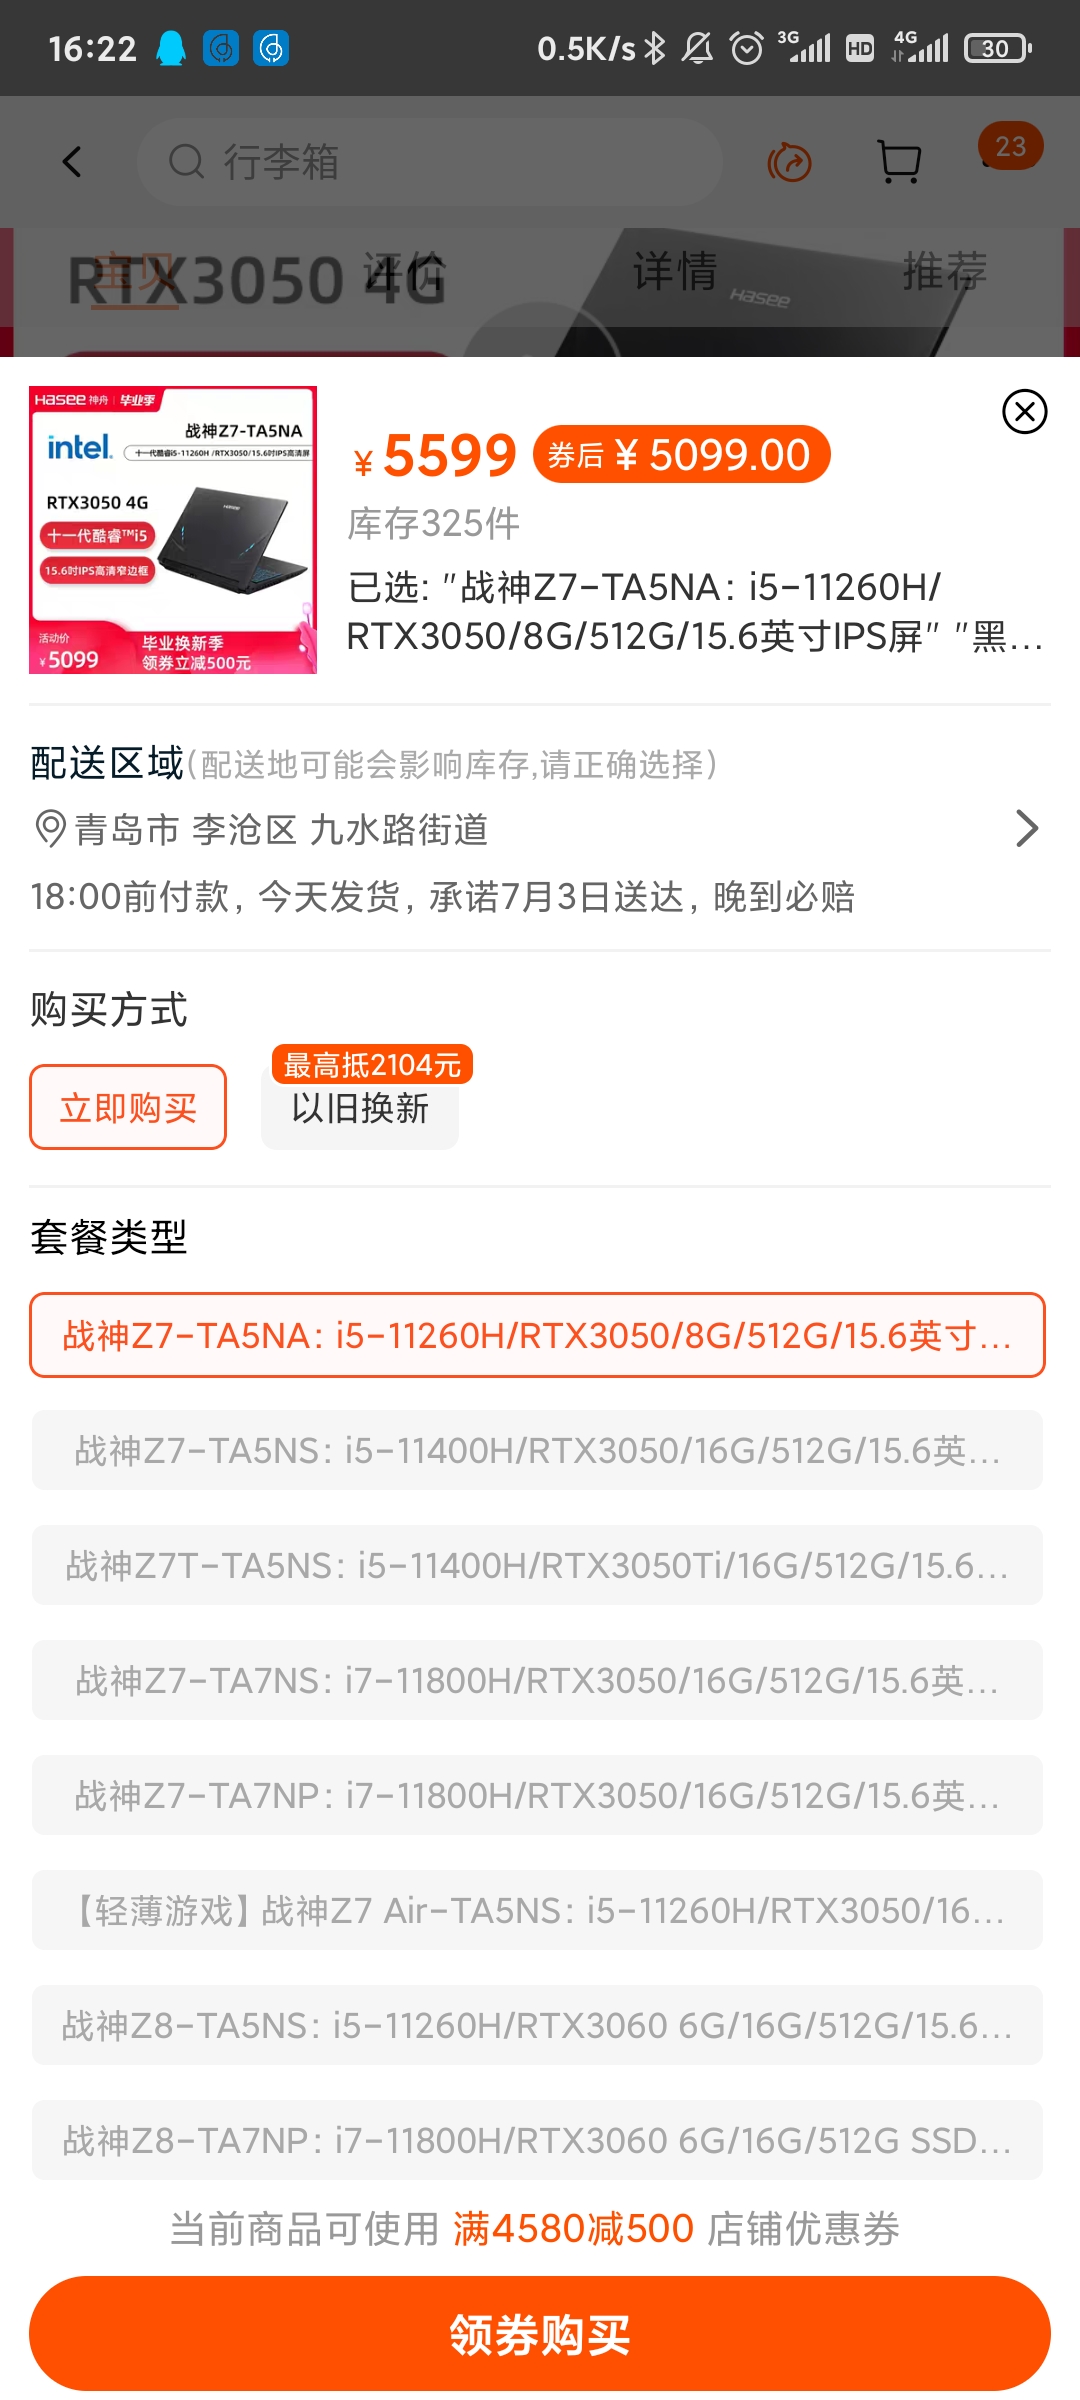 16:22
0.5K/s
3G
HD
4G
30
行李箱
23
宝贝
评价
详情
推荐
RTX3050 4G
Hasee
Hasee 神舟 毕业季
intel.
战神Z7-TA5NA
十一代酷睿i5-11260H /RTX3050/15.6吋IPS高清屏
RTX3050 4G
十一代酷睿™i5
15.6吋IPS高清窄边框
活动价
¥5099
毕业换新季
领券立减500元
¥5599
券后 ¥ 5099.00
库存325件
已选: "战神Z7-TA5NA: i5-11260H/
RTX3050/8G/512G/15.6英寸IPS屏" "黑...
配送区域(配送地可能会影响库存,请正确选择)
青岛市 李沧区 九水路街道
18:00前付款, 今天发货, 承诺7月3日送达, 晚到必赔
购买方式
最高抵2104元
立即购买
以旧换新
套餐类型
战神Z7-TA5NA: i5-11260H/RTX3050/8G/512G/15.6英寸...
战神Z7-TA5NS: i5-11400H/RTX3050/16G/512G/15.6英...
战神Z7T-TA5NS: i5-11400H/RTX3050Ti/16G/512G/15.6...
战神Z7-TA7NS: i7-11800H/RTX3050/16G/512G/15.6英...
战神Z7-TA7NP: i7-11800H/RTX3050/16G/512G/15.6英...
【轻薄游戏】战神Z7 Air-TA5NS: i5-11260H/RTX3050/16...
战神Z8-TA5NS: i5-11260H/RTX3060 6G/16G/512G/15.6...
战神Z8-TA7NP: i7-11800H/RTX3060 6G/16G/512G SSD...
当前商品可使用 满4580减500 店铺优惠券
领券购买